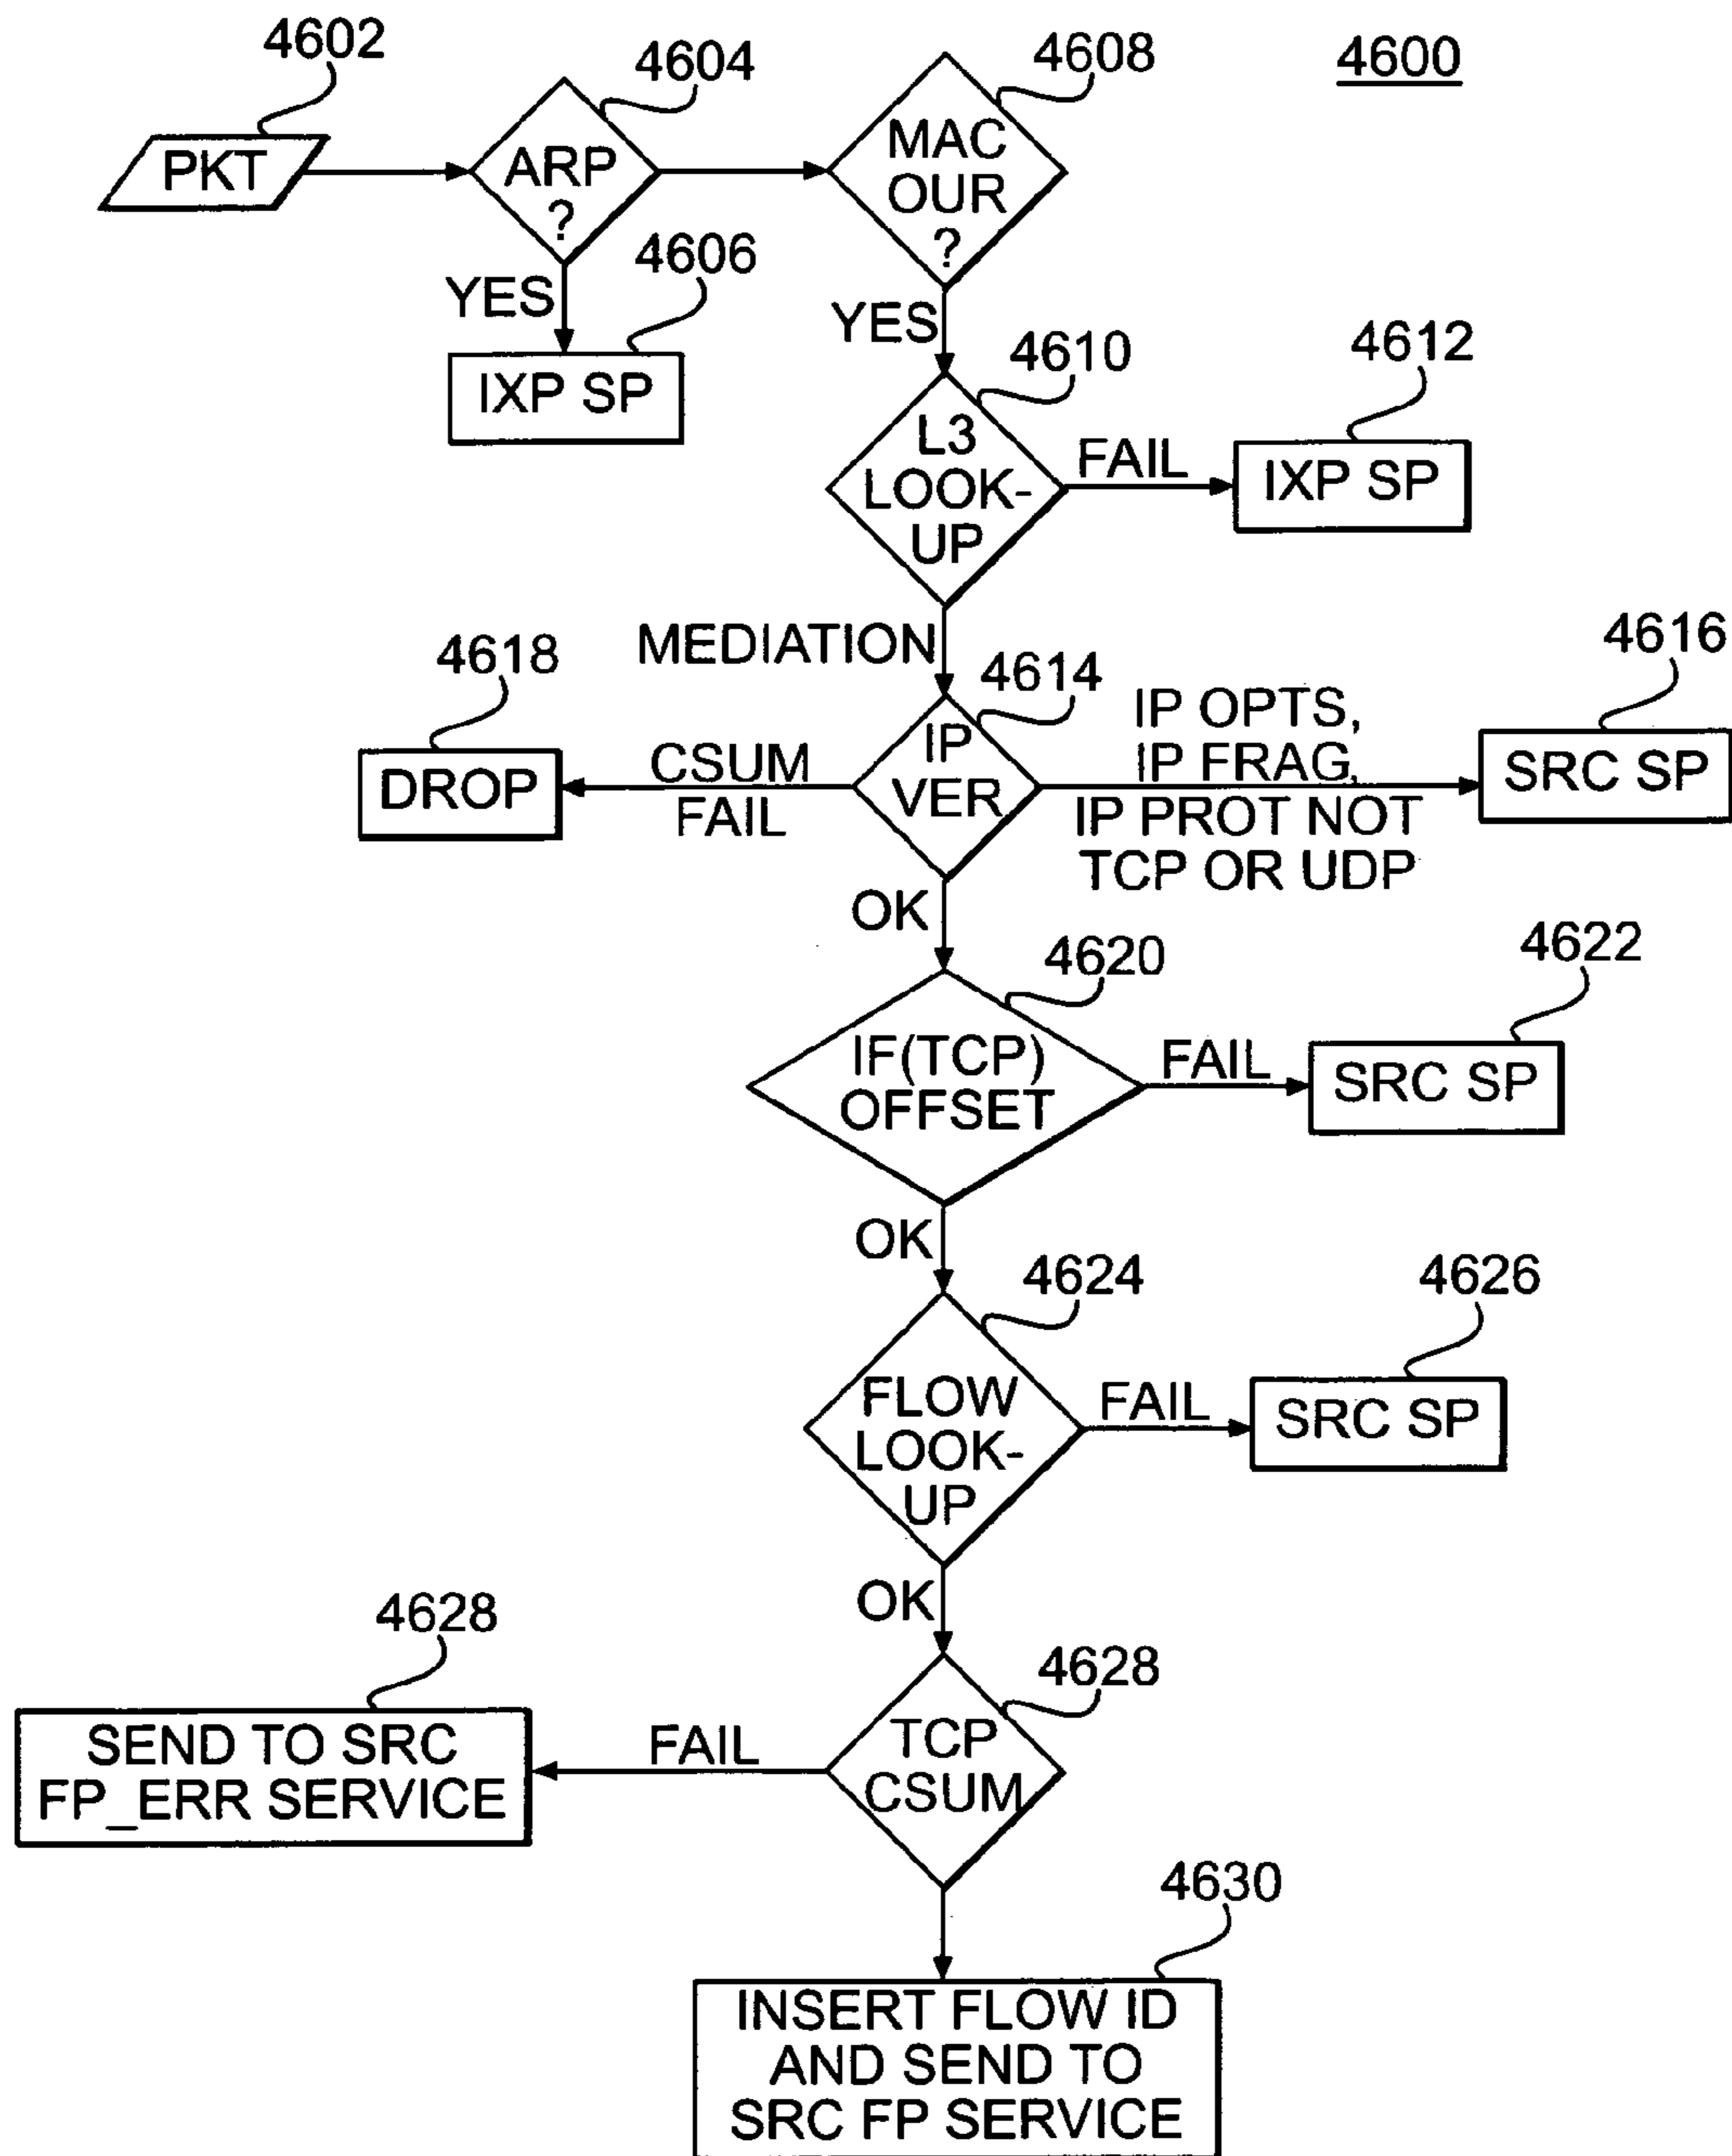 4602
4604
4608
4600
PKT
ARP
?
MAC
OUR
?
YES
4606
IXP SP
YES
4610
4612
L3
LOOK-
UP
FAIL
IXP SP
MEDIATION
4618
4614
4616
DROP
CSUM
FAIL
IP
VER
IP OPTS,
IP FRAG,
IP PROT NOT
TCP OR UDP
SRC SP
OK
4620
4622
IF(TCP)
OFFSET
FAIL
SRC SP
OK
4624
4626
FLOW
LOOK-
UP
FAIL
SRC SP
OK
4628
4628
SEND TO SRC
FP_ERR SERVICE
FAIL
TCP
CSUM
4630
INSERT FLOW ID
AND SEND TO
SRC FP SERVICE